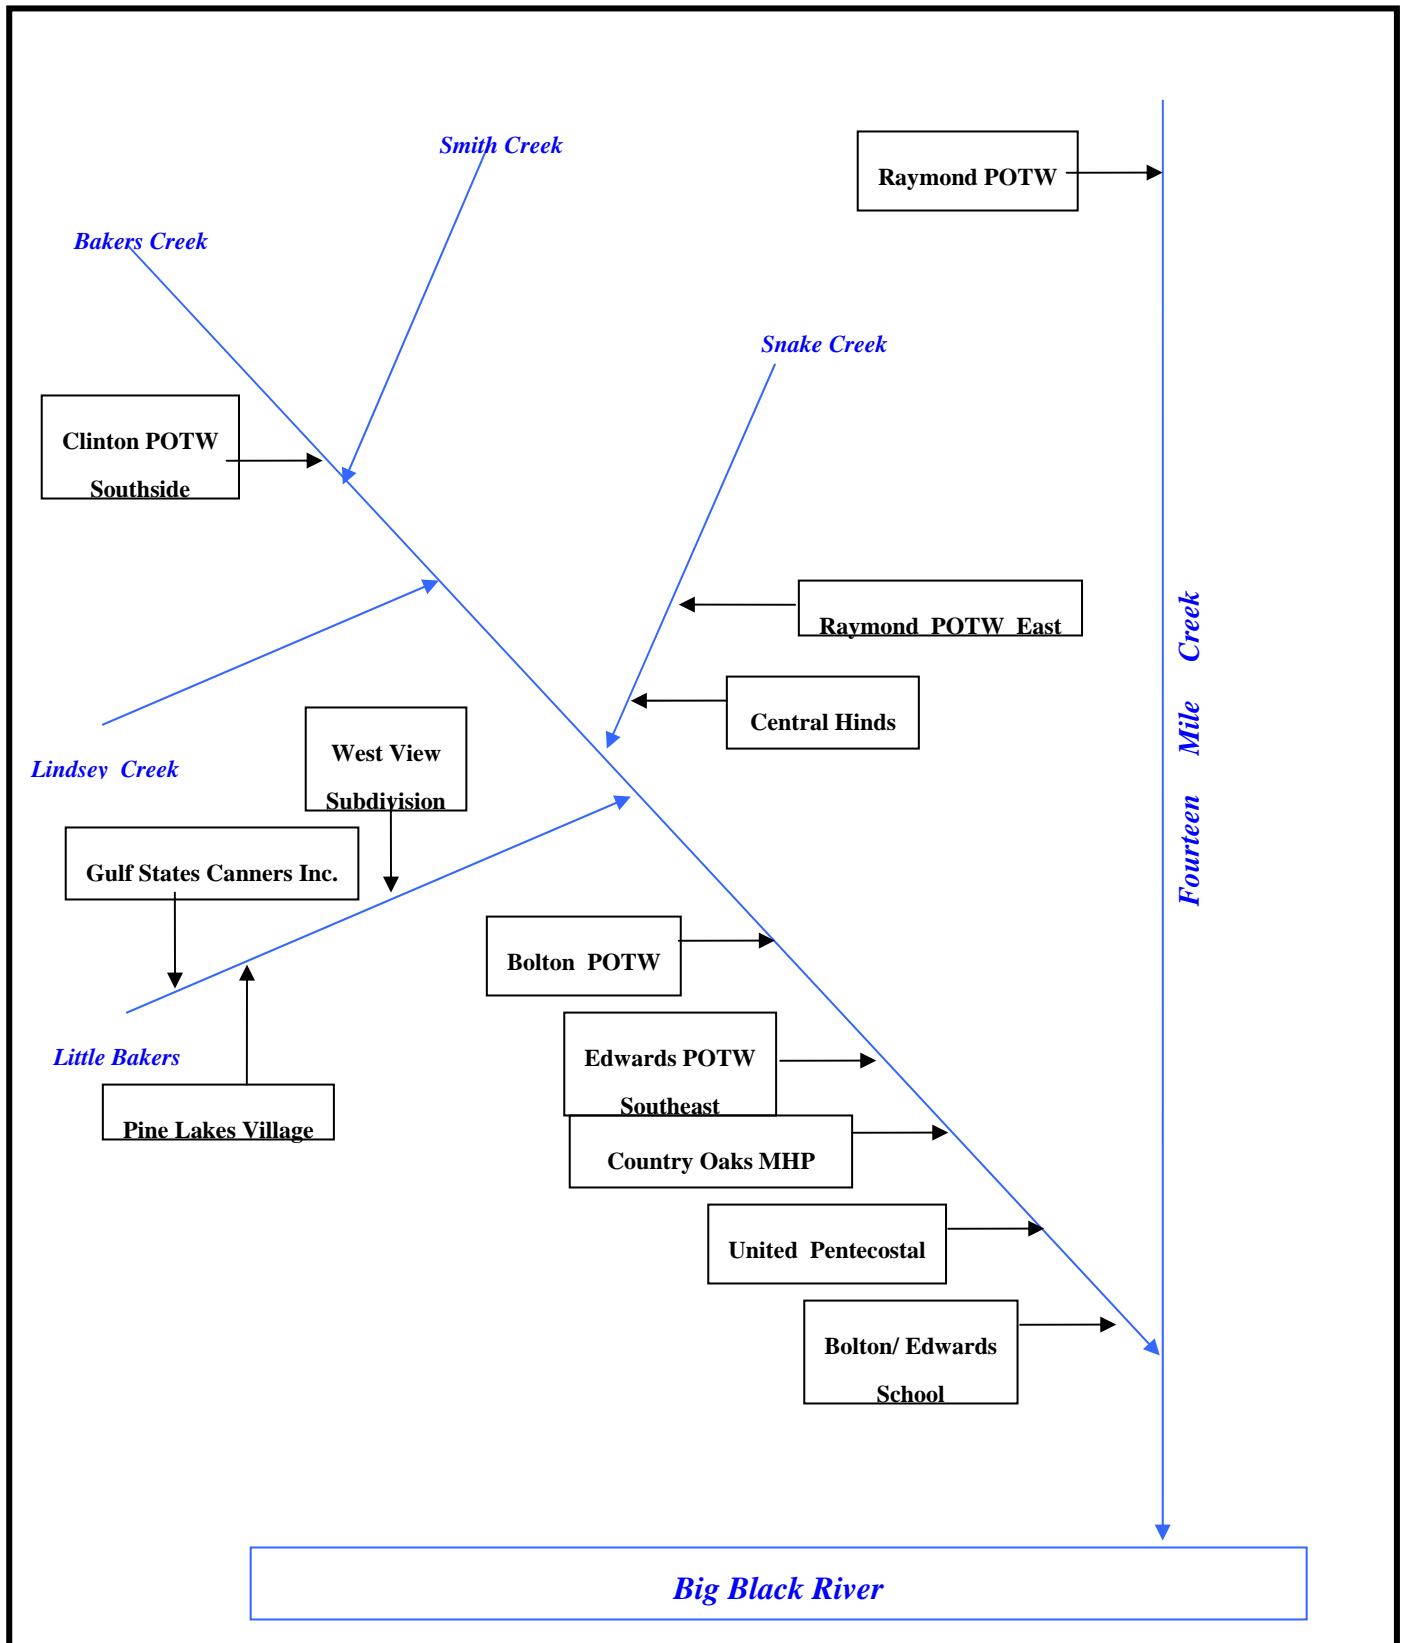 Smith Creek
Raymond POTW
Bakers Creek
Snake Creek
Clinton POTW
Southside
Raymond POTW East
Fourteen Mile Creek
Central Hinds
West View
Subdivision
Lindsey Creek
Gulf States Canners Inc.
Bolton POTW
Little Bakers
Edwards POTW
Southeast
Pine Lakes Village
Country Oaks MHP
United Pentecostal
Bolton/ Edwards
School
Big Black River